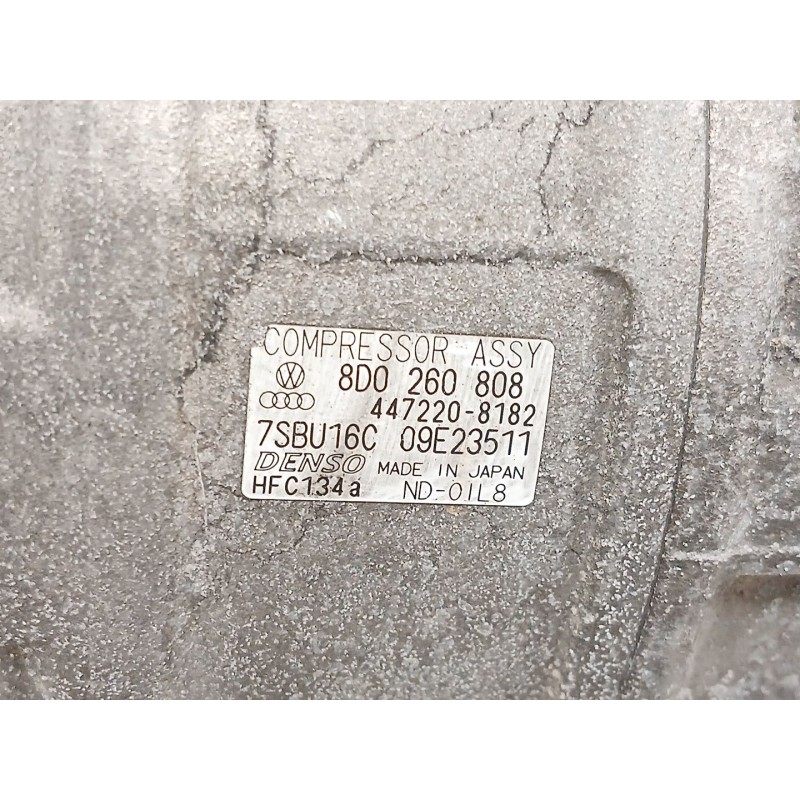 COMPRESSOR ASSY
8D0 260 808
447220-8182
7SBU16C 09E23511
DENSO MADE IN JAPAN
HFC134a ND-OIL8